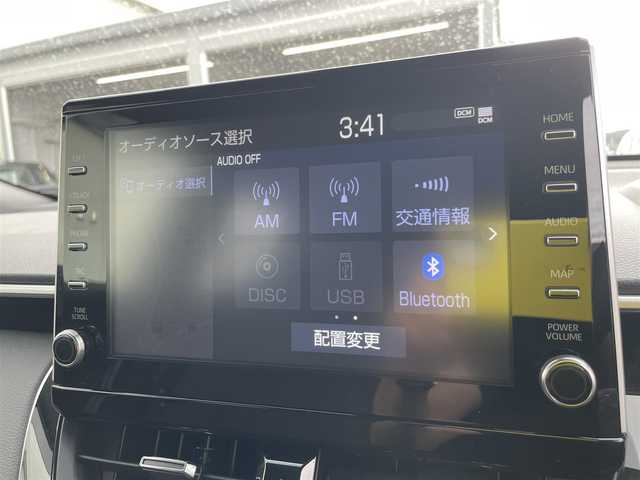 オーディオソース選択
3:41
DCM
DCM
AUDIO OFF
オーディオ選択
AM
FM
交通情報
DISC
USB
Bluetooth
配置変更
TUNE
SCROLL
HOME
MENU
AUDIO
MAP
POWER
VOLUME
PHONE